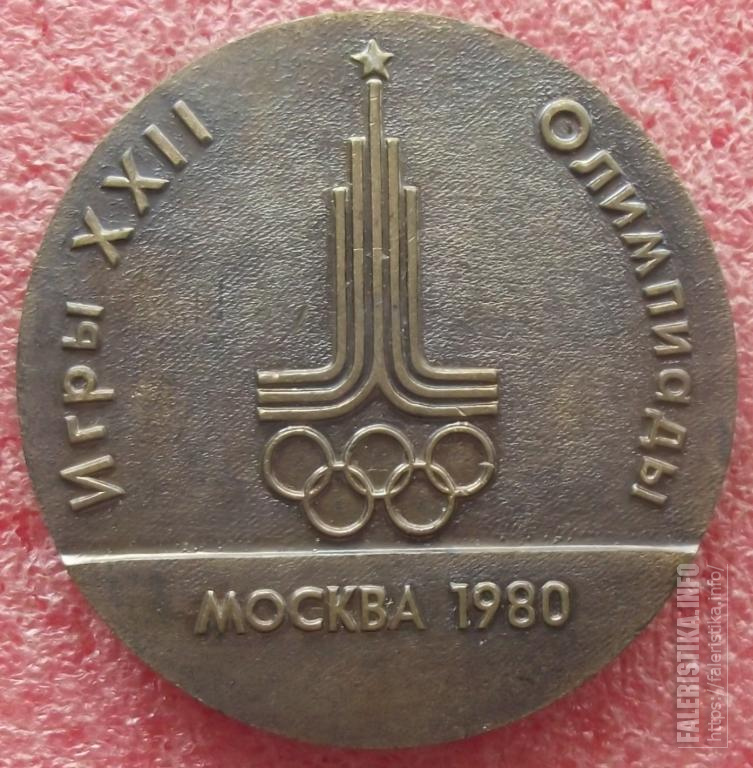 Игры XXII ОЛИМПИАДЫ
МОСКВА 1980
FALERISTIKA.INFO
https://faleristika.info/